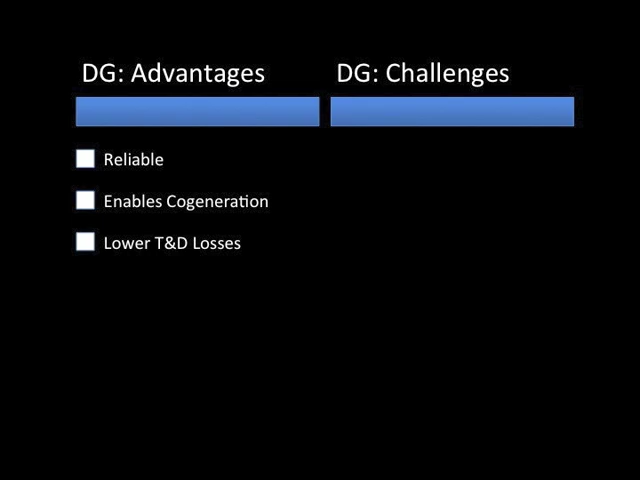 DG: Advantages
DG: Challenges
Reliable
Enables Cogeneration
Lower T&D Losses